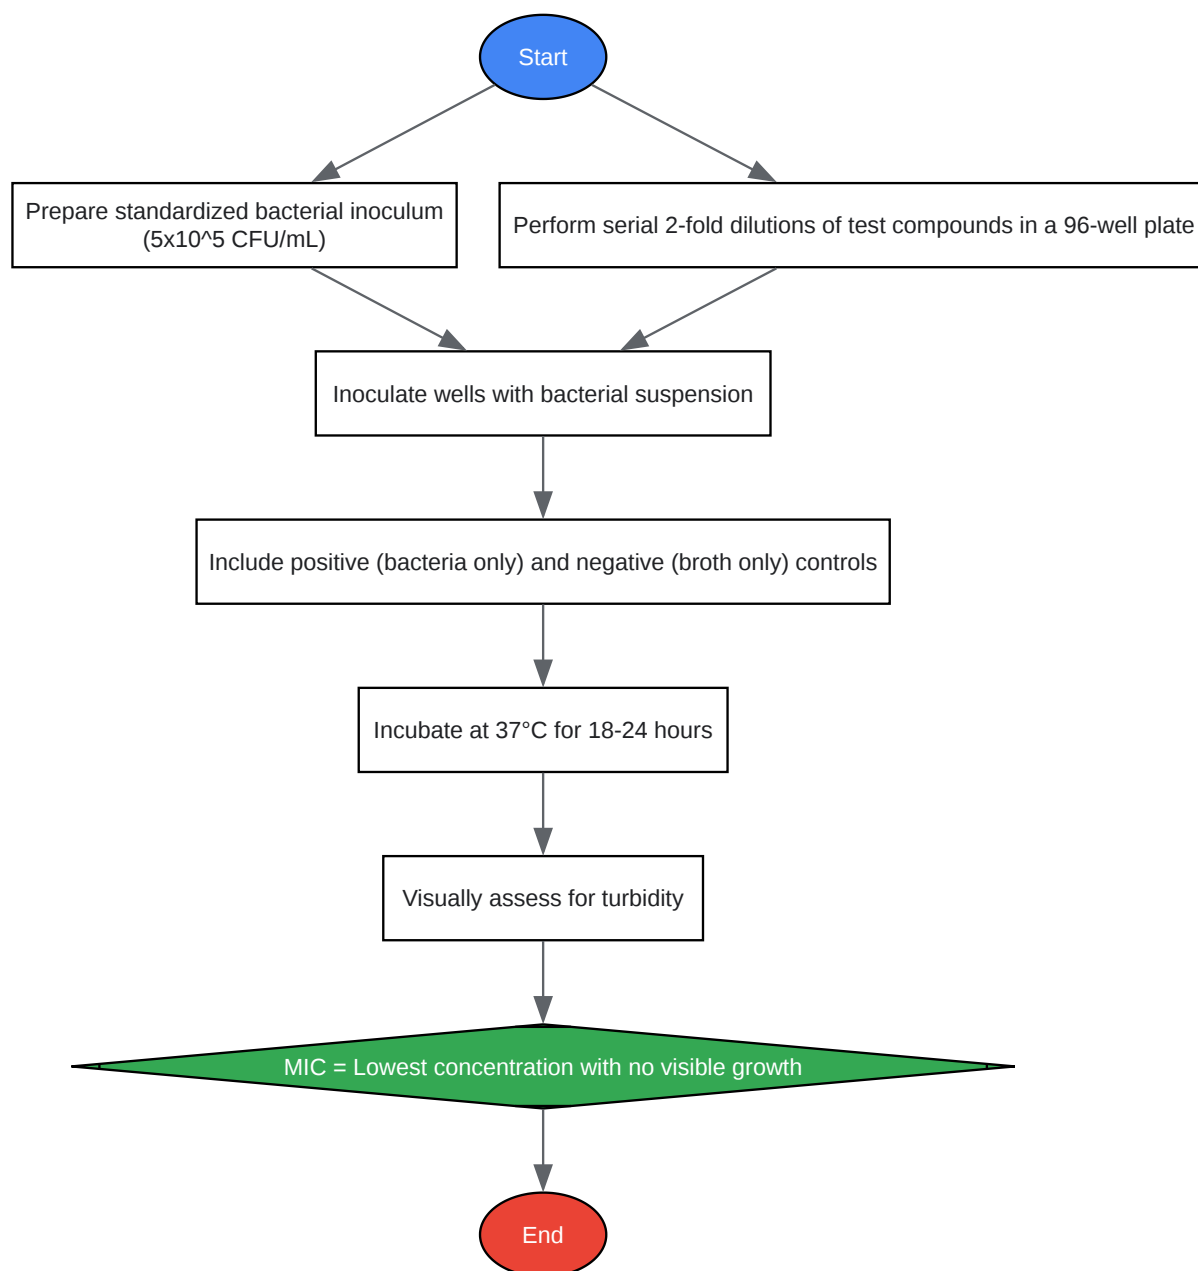 Start
Prepare standardized bacterial inoculum
(5x10^5 CFU/mL)
Perform serial 2-fold dilutions of test compounds in a 96-well plate
Inoculate wells with bacterial suspension
Include positive (bacteria only) and negative (broth only) controls
Incubate at 37°C for 18-24 hours
Visually assess for turbidity
MIC = Lowest concentration with no visible growth
End